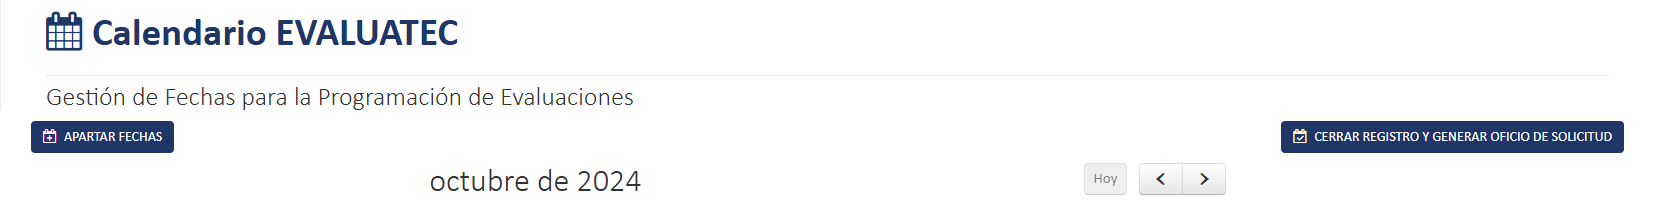 Calendario EVALUATEC
Gestión de Fechas para la Programación de Evaluaciones
APARTAR FECHAS
CERRAR REGISTRO Y GENERAR OFICIO DE SOLICITUD
octubre de 2024
Hoy